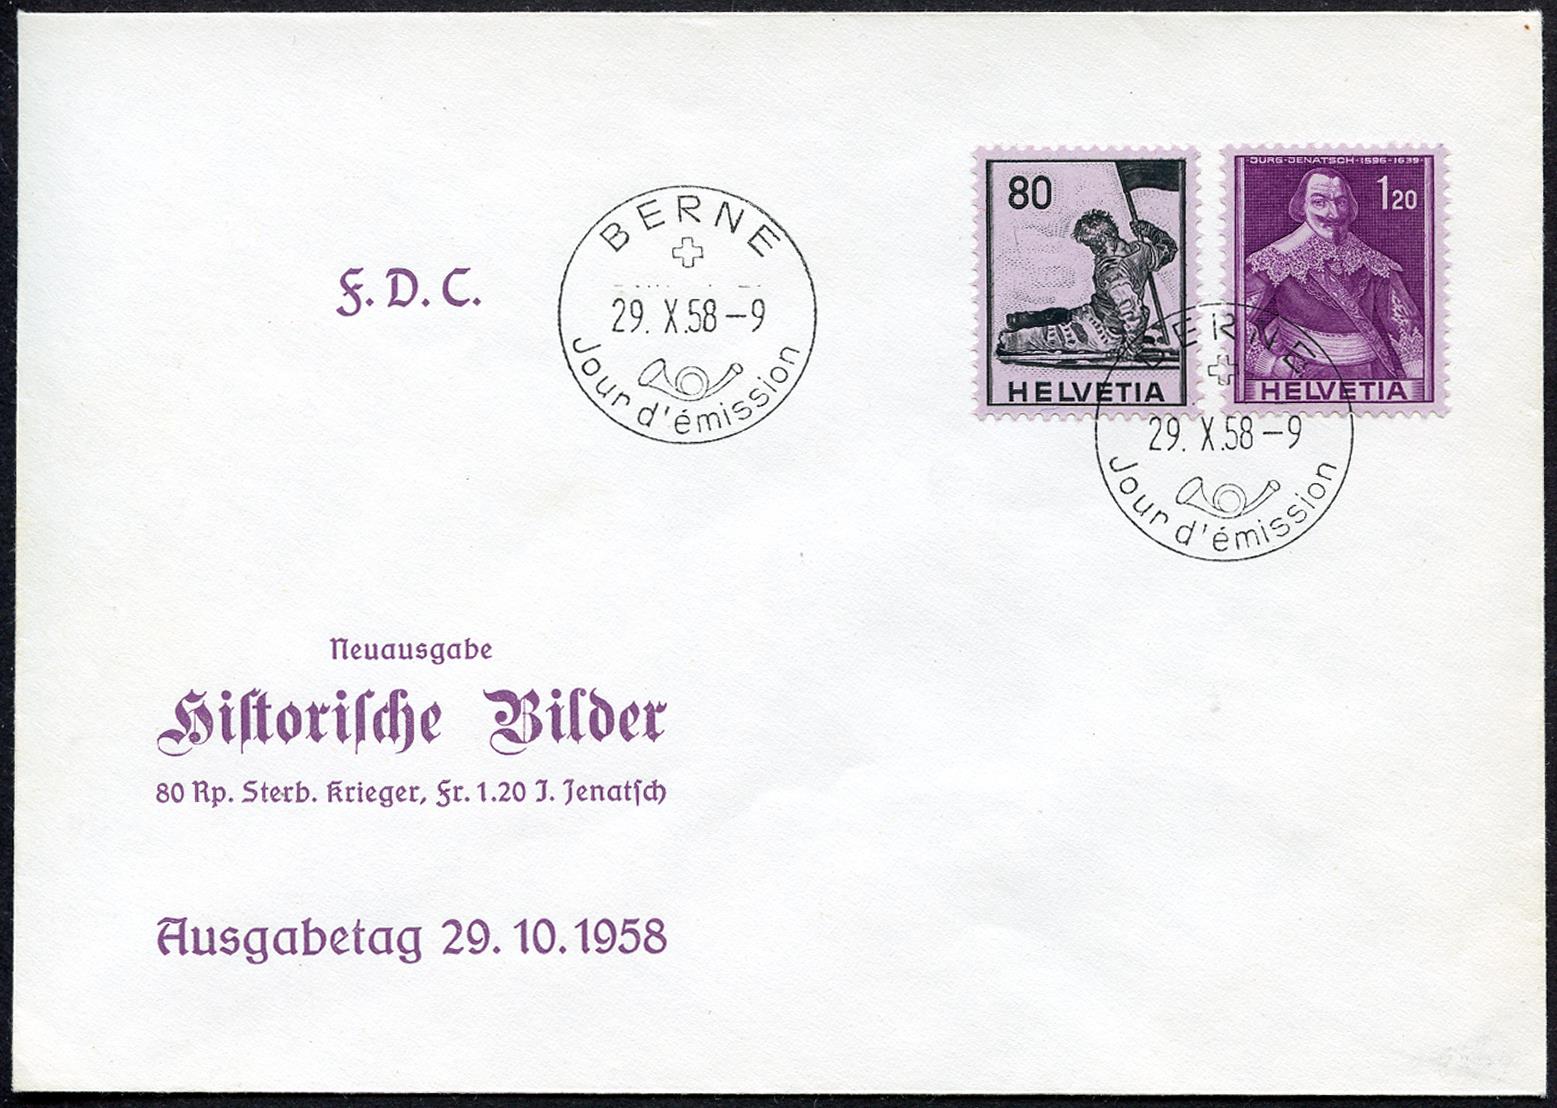 F. D. C.
BERNE
29. X.58–9
Jour d'émission
80
HELVETIA
JURG-JENATSCH-1596-1639-
1 20
HELVETIA
BERNE
29. X.58–9
Jour d'émission
Neuausgabe
Hiſtoriſche Bilder
80 Rp. Sterb. Krieger, Fr. 1.20 J. Jenatſch
Ausgabetag 29. 10. 1958